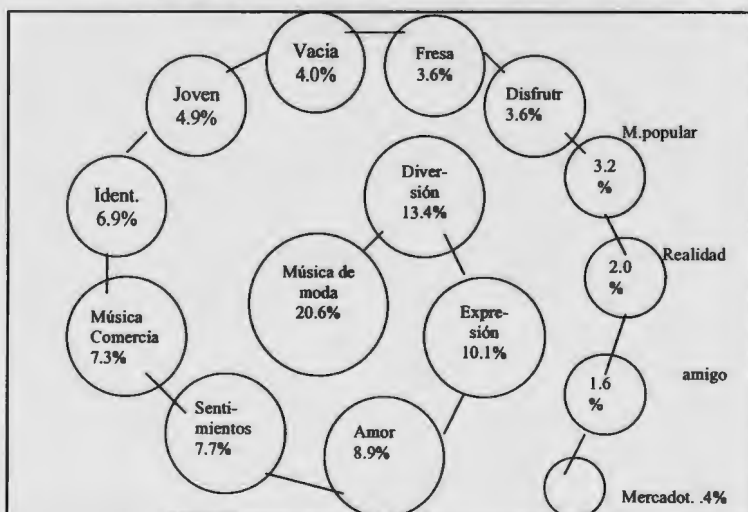 Vacia
4.0%
Fresa
3.6%
Joven
4.9%
Disfrutr
3.6%
M.popular
3.2
%
Diver-
sión
13.4%
Ident.
6.9%
Realidad
2.0
%
Música de
moda
20.6%
Expre-
sión
10.1%
Música
Comercia
7.3%
amigo
1.6
%
Senti-
mientos
7.7%
Amor
8.9%
Mercadot. .4%